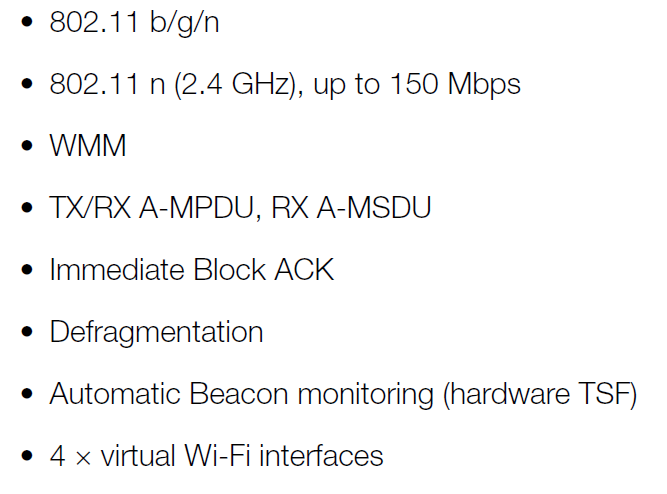 • 802.11 b/g/n
• 802.11 n (2.4 GHz), up to 150 Mbps
• WMM
• TX/RX A-MPDU, RX A-MSDU
• Immediate Block ACK
• Defragmentation
• Automatic Beacon monitoring (hardware TSF)
• 4 × virtual Wi-Fi interfaces